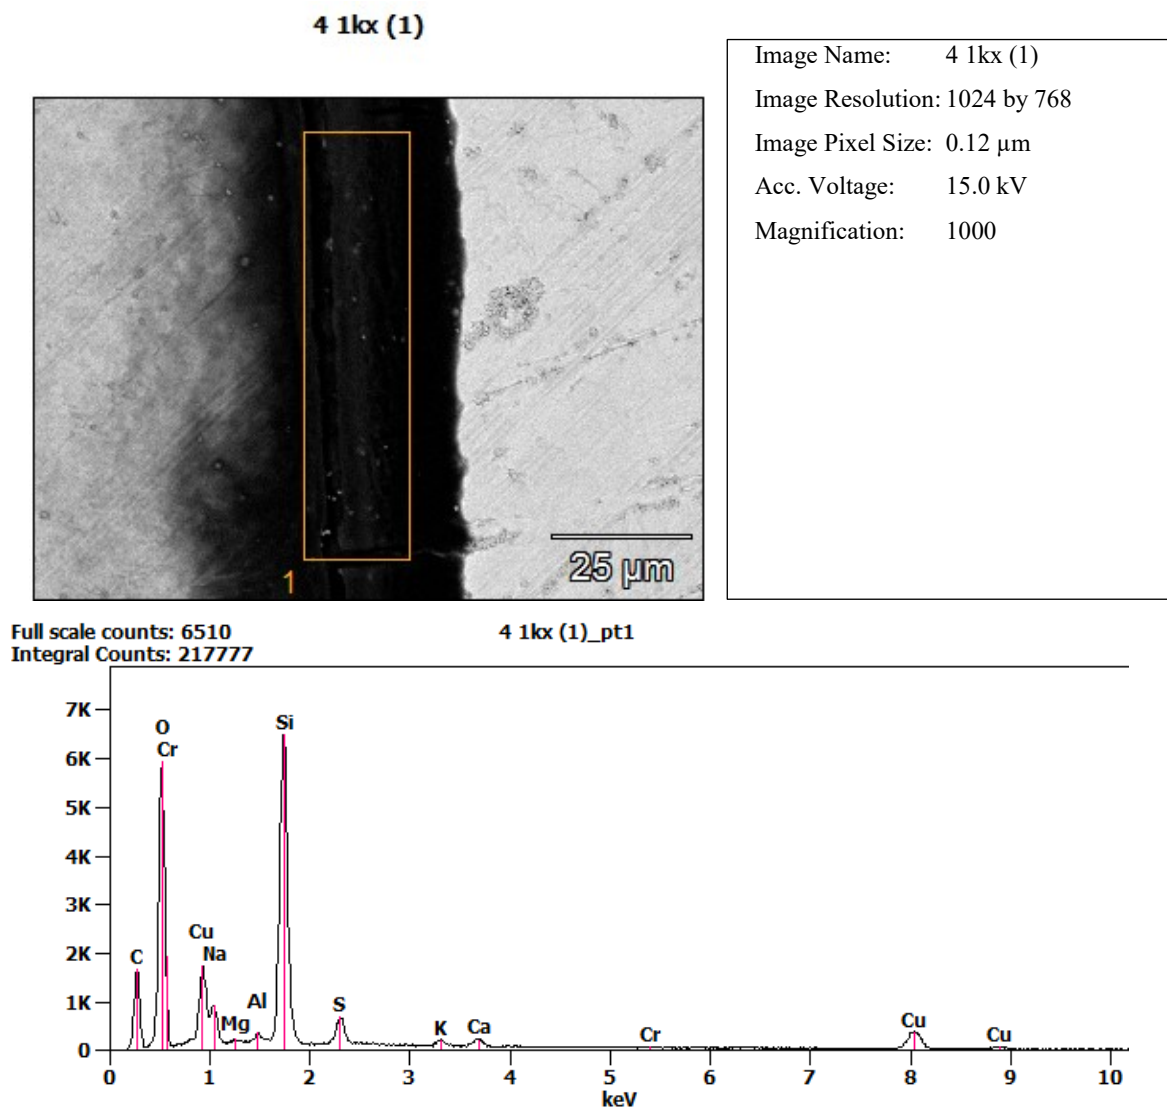 4 1kx (1)
Image Name: 4 1kx (1)
Image Resolution: 1024 by 768
Image Pixel Size: 0.12 µm
Acc. Voltage: 15.0 kV
Magnification: 1000
1
25 µm
Full scale counts: 6510
4 1kx (1)_pt1
Integral Counts: 217777
7K
6K
5K
4K
3K
2K
1K
0
C
O
Cr
Cu
Na
Mg
Al
Si
S
K
Ca
Cr
Cu
Cu
0 1 2 3 4 5 6 7 8 9 10
keV